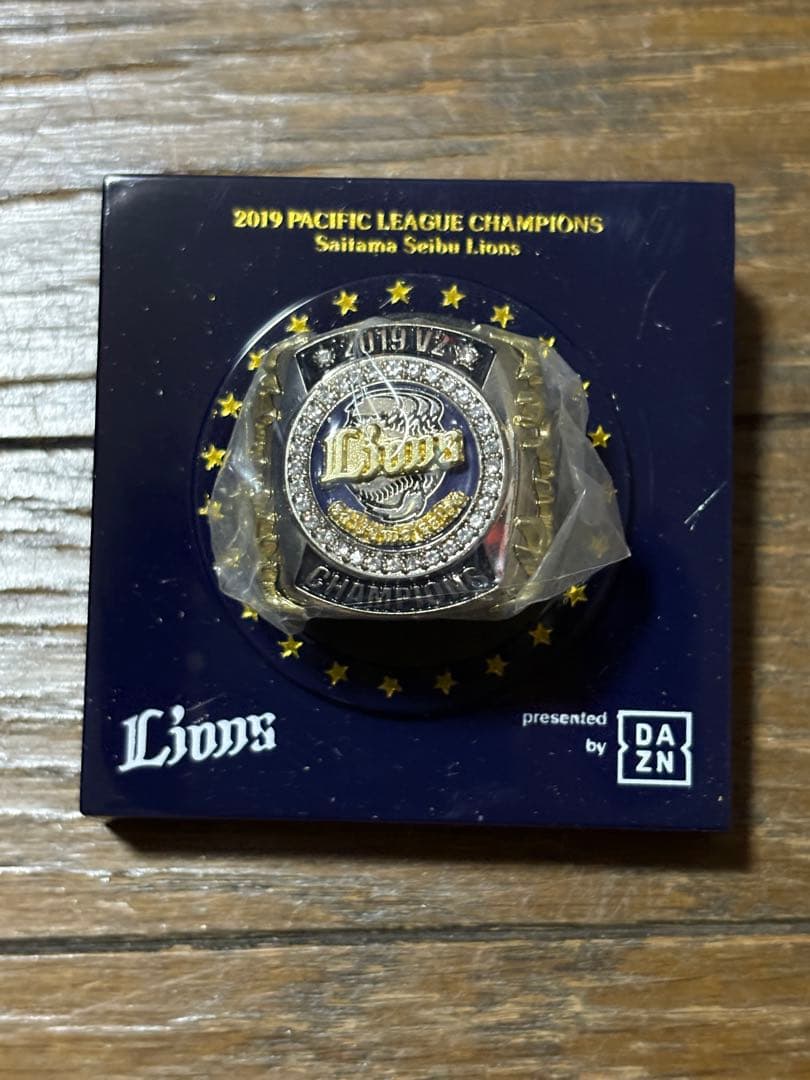 2019 PACIFIC LEAGUE CHAMPIONS
Saitama Seibu Lions
2019 V2
Lions
CHAMPIONS
Lions
presented
by
DA
ZN